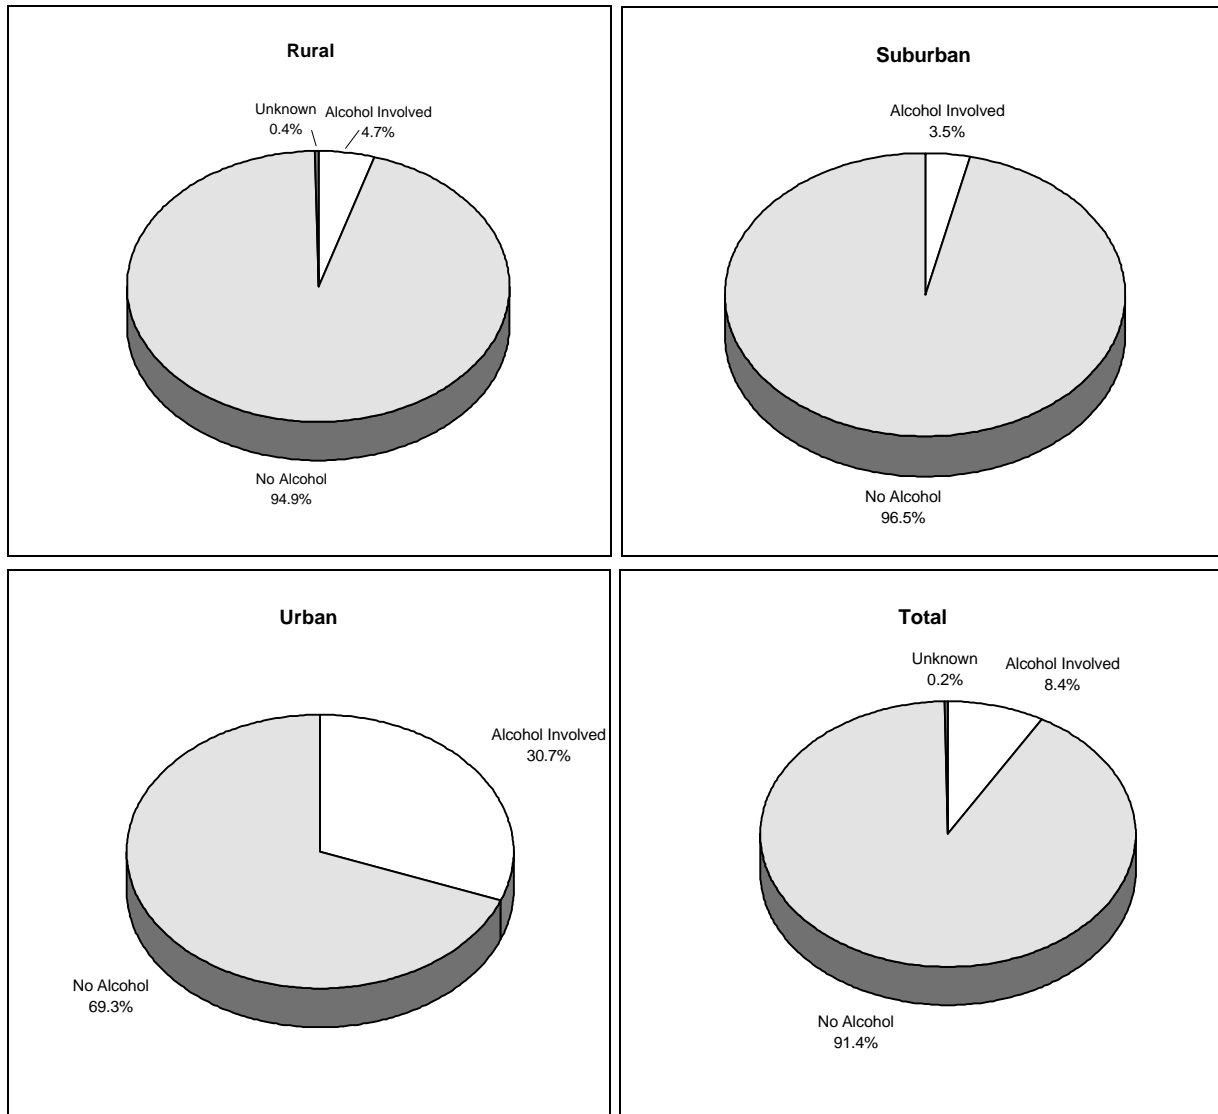 Rural
Unknown
0.4%
Alcohol Involved
4.7%
No Alcohol
94.9%
Suburban
Alcohol Involved
3.5%
No Alcohol
96.5%
Urban
Alcohol Involved
30.7%
No Alcohol
69.3%
Total
Unknown
0.2%
Alcohol Involved
8.4%
No Alcohol
91.4%